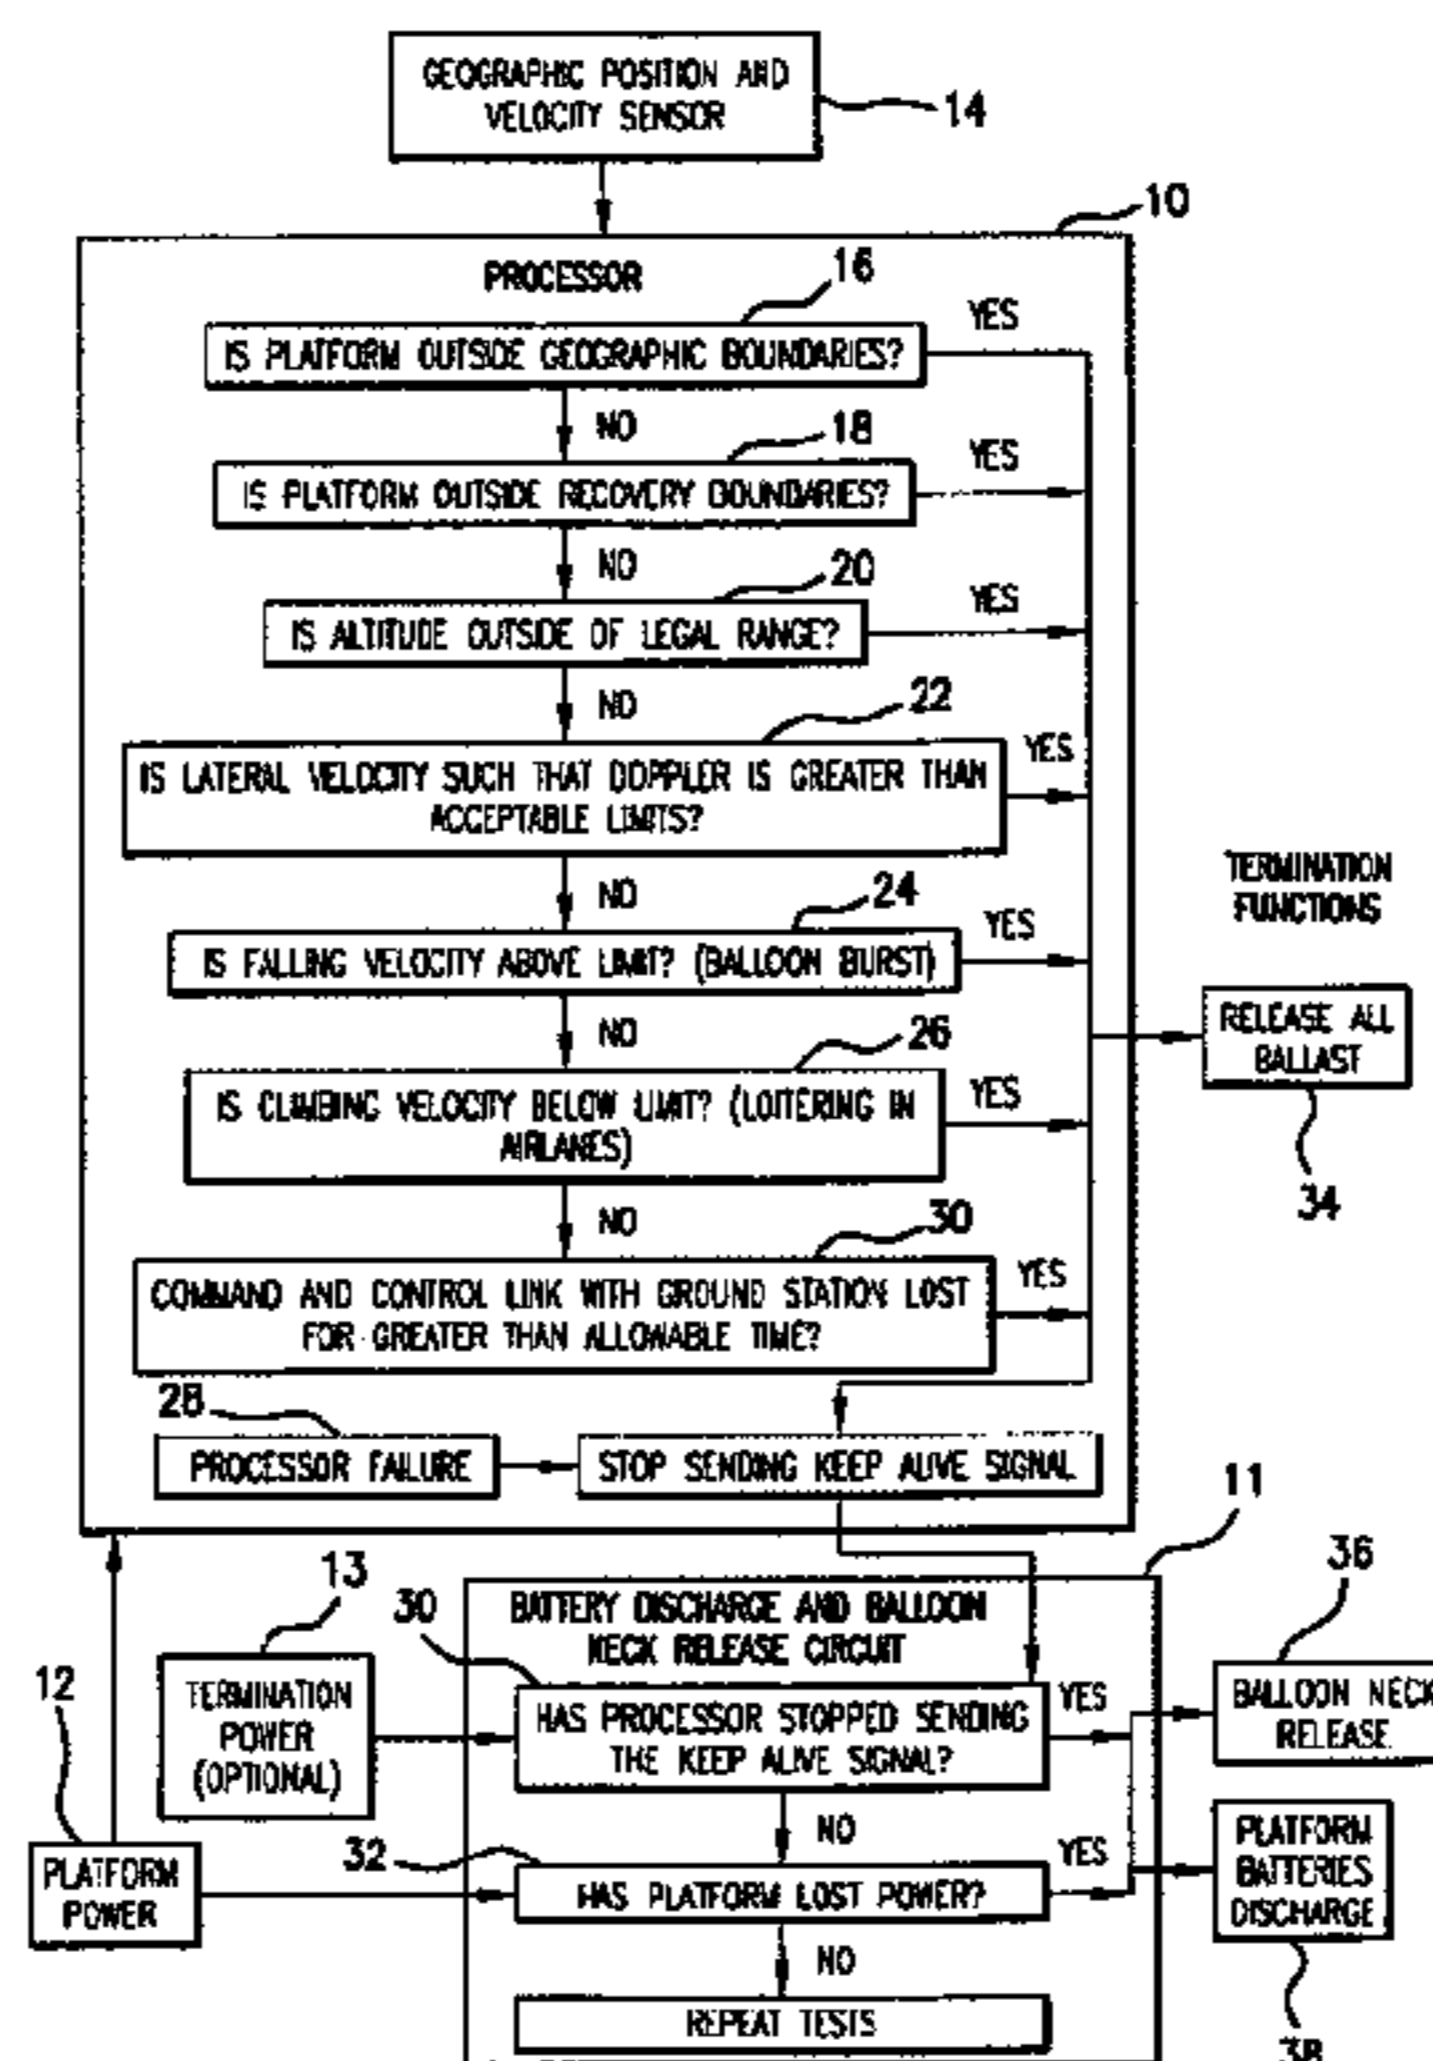 GEOGRAPHIC POSITION AND
VELOCITY SENSOR
14
10
PROCESSOR
16
YES
IS PLATFORM OUTSIDE GEOGRAPHIC BOUNDARIES?
NO
18
YES
IS PLATFORM OUTSIDE RECOVERY BOUNDARIES?
NO
20
YES
IS ALTITUDE OUTSIDE OF LEGAL RANGE?
NO
22
YES
IS LATERAL VELOCITY SUCH THAT DOPPLER IS GREATER THAN
ACCEPTABLE LIMITS?
NO
24
YES
IS FALLING VELOCITY ABOVE LIMIT? (BALLOON BURST)
TERMINATION
FUNCTIONS
NO
26
YES
IS CLIMBING VELOCITY BELOW LIMIT? (LOITERING IN
AIRLANES)
RELEASE ALL
BALLAST
34
NO
30
YES
COMMAND AND CONTROL LINK WITH GROUND STATION LOST
FOR GREATER THAN ALLOWABLE TIME?
28
PROCESSOR FAILURE
STOP SENDING KEEP ALIVE SIGNAL
11
13
30
BATTERY DISCHARGE AND BALLOON
NECK RELEASE CIRCUIT
36
12
TERMINATION
POWER
(OPTIONAL)
HAS PROCESSOR STOPPED SENDING
THE KEEP ALIVE SIGNAL?
YES
BALLOON NECK
RELEASE
NO
32
YES
PLATFORM
POWER
HAS PLATFORM LOST POWER?
PLATFORM
BATTERIES
DISCHARGE
NO
REPEAT TESTS
38